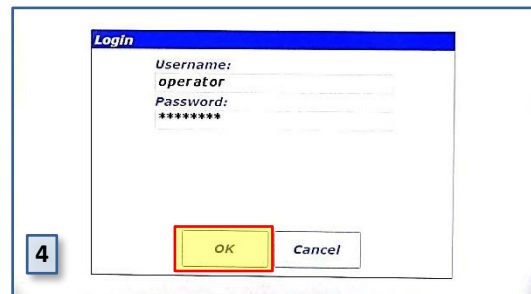 Login
Username:
operator
Password:
********
OK
Cancel
4